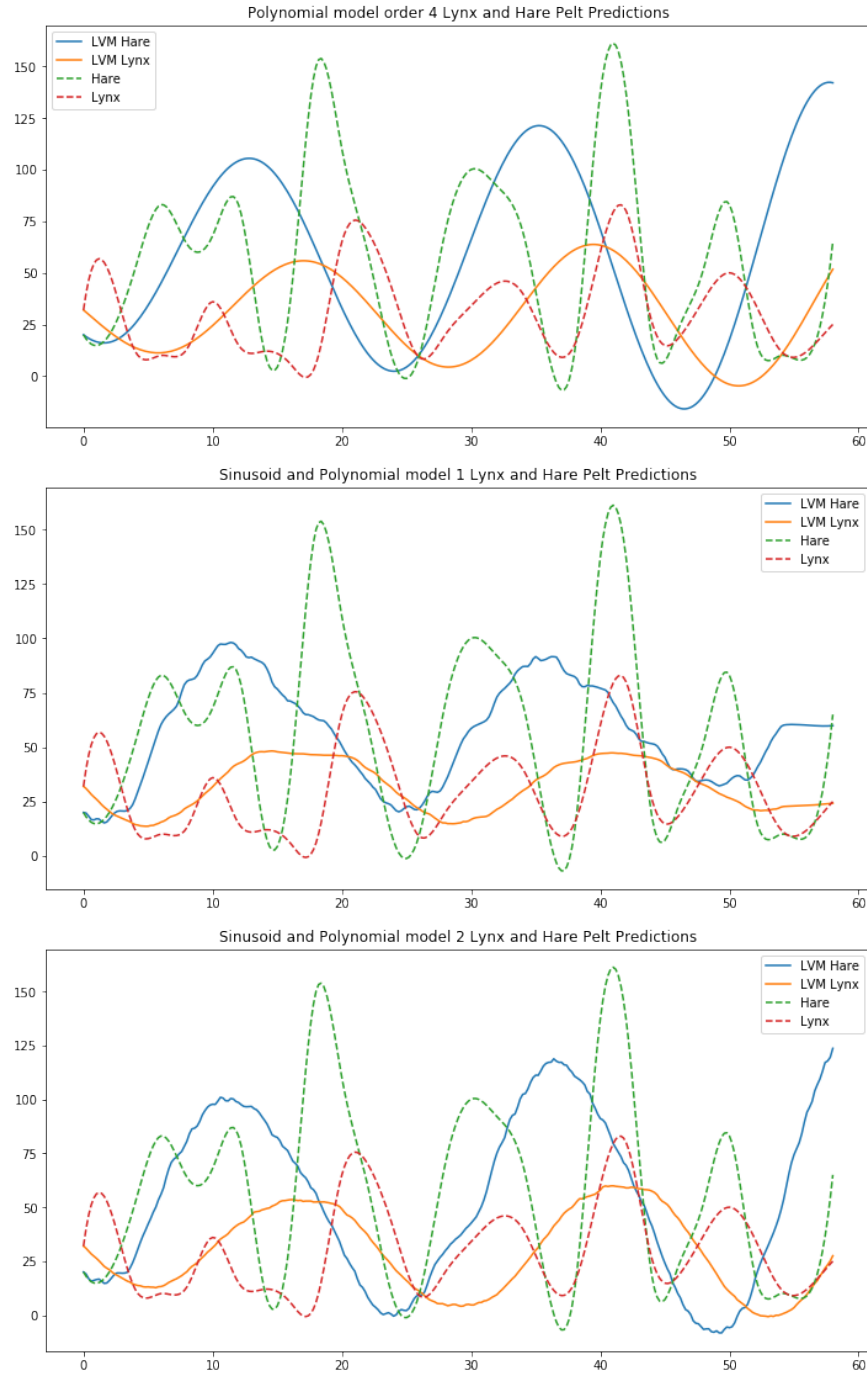 Polynomial model order 4 Lynx and Hare Pelt Predictions
LVM Hare
LVM Lynx
Hare
Lynx
150
125
100
75
50
25
0
0 10 20 30 40 50 60
Sinusoid and Polynomial model 1 Lynx and Hare Pelt Predictions
LVM Hare
LVM Lynx
Hare
Lynx
150
125
100
75
50
25
0
0 10 20 30 40 50 60
Sinusoid and Polynomial model 2 Lynx and Hare Pelt Predictions
LVM Hare
LVM Lynx
Hare
Lynx
150
125
100
75
50
25
0
0 10 20 30 40 50 60